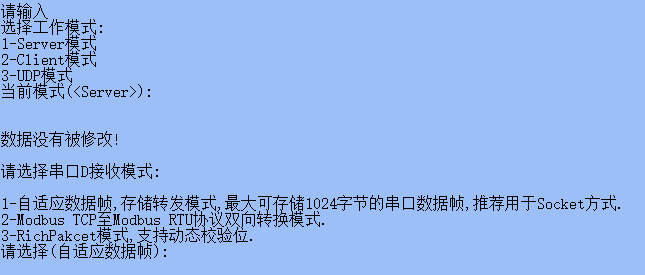 请输入
选择工作模式:
1-Server模式
2-Client模式
3-UDP模式
当前模式(<Server>):
数据没有被修改!
请选择串口D接收模式:
1-自适应数据帧,存储转发模式,最大可存储1024字节的串口数据帧,推荐用于Socket方式.
2-Modbus TCP至Modbus RTU协议双向转换模式.
3-RichPakcet模式,支持动态校验位.
请选择(自适应数据帧):